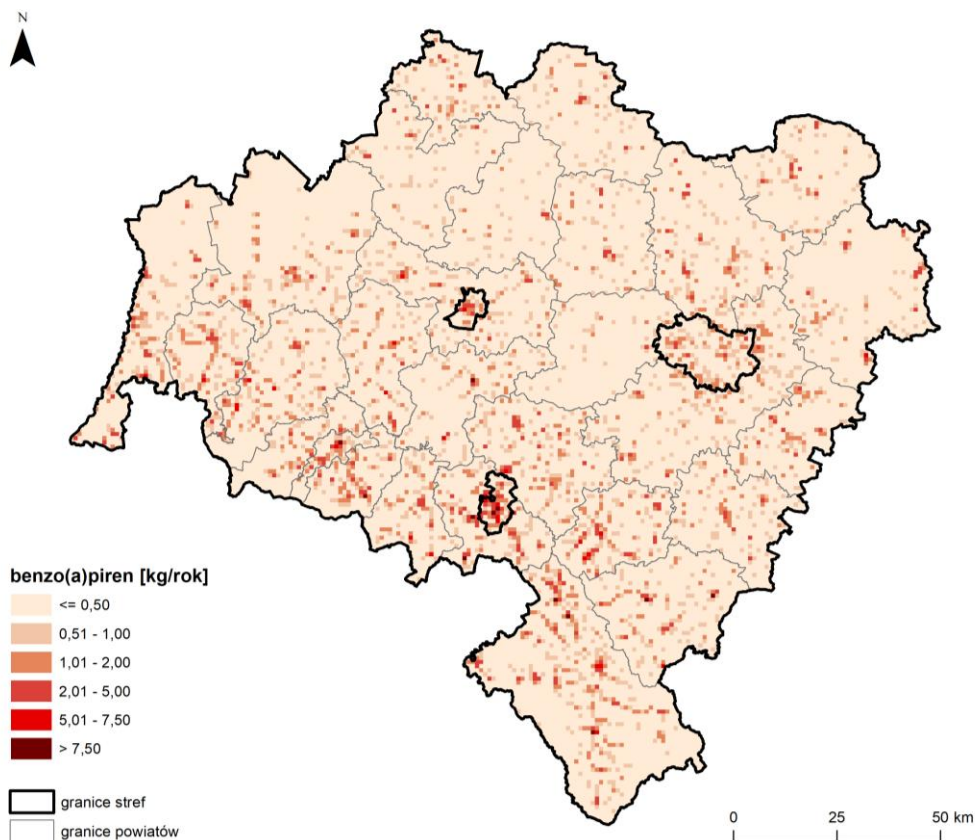 N
benzo(a)piren [kg/rok]
<= 0,50
0,51 - 1,00
1,01 - 2,00
2,01 - 5,00
5,01 - 7,50
> 7,50
granice stref
granice powiatów
0 25 50 km